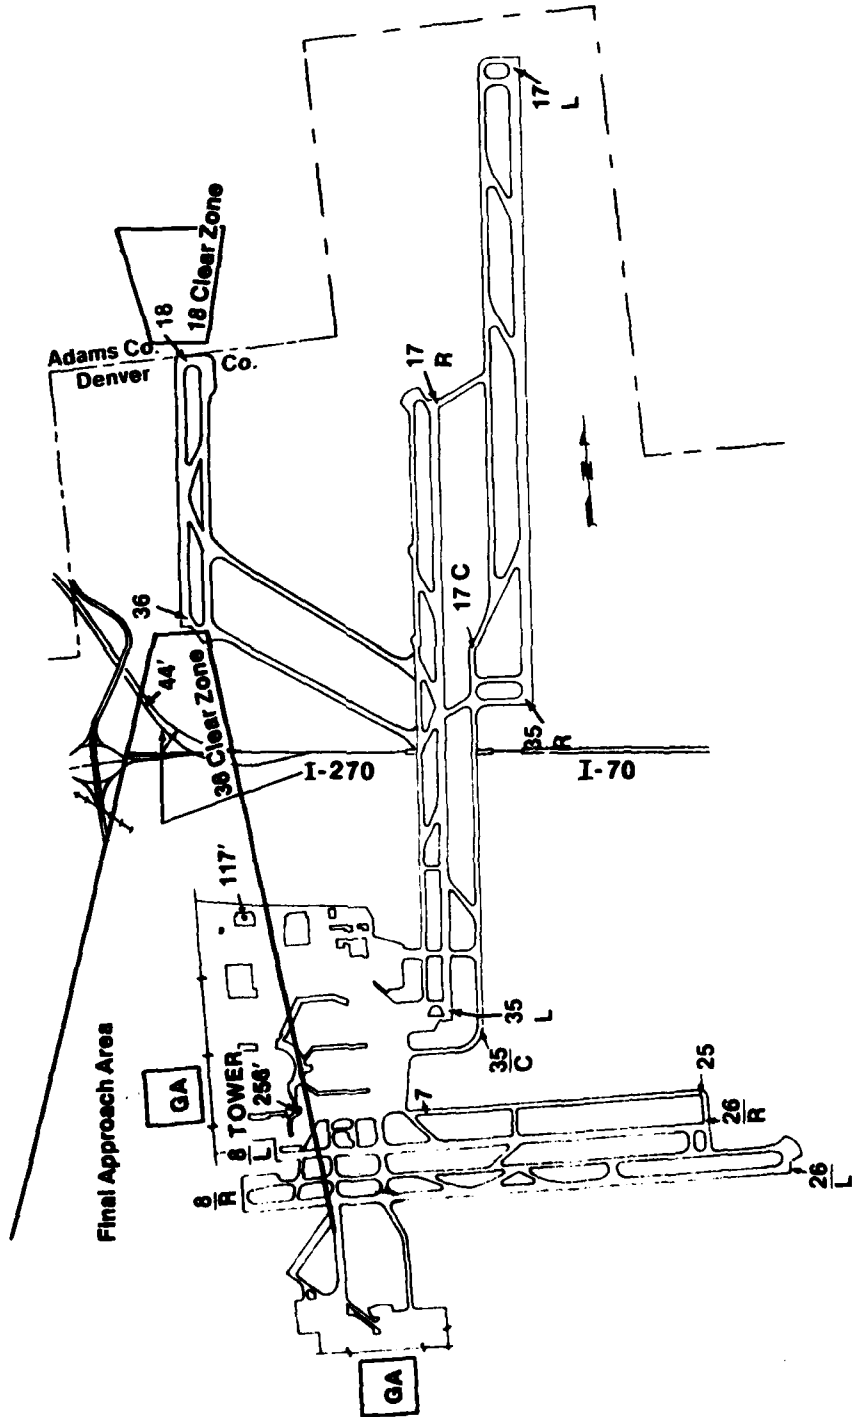 17
L
18 Clear Zone
18
Adams Co.
Denver
Co.
17
R
36
17 C
44'
36 Clear Zone
35
R
I-270
I-70
117'
Final Approach Area
GA
TOWER
256'
35
L
35
C
7
25
8
L
26
R
8
R
26
L
GA
N